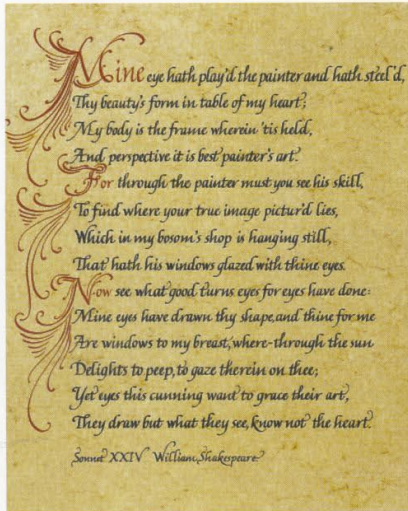 Mine eye hath play'd the painter and hath steel'd,
Thy beauty's form in table of my heart;
My body is the frame wherein 'tis held,
And perspective it is best painter's art.
For through the painter must you see his skill,
To find where your true image pictur'd lies,
Which in my bosom's shop is hanging still,
That hath his windows glazed with thine eyes.
Now see what good turns eyes for eyes have done:
Mine eyes have drawn thy shape, and thine for me
Are windows to my breast, where-through the sun
Delights to peep, to gaze therein on thee;
Yet eyes this cunning want to grace their art,
They draw but what they see, know not the heart.
Sonnet XXIV William Shakespeare